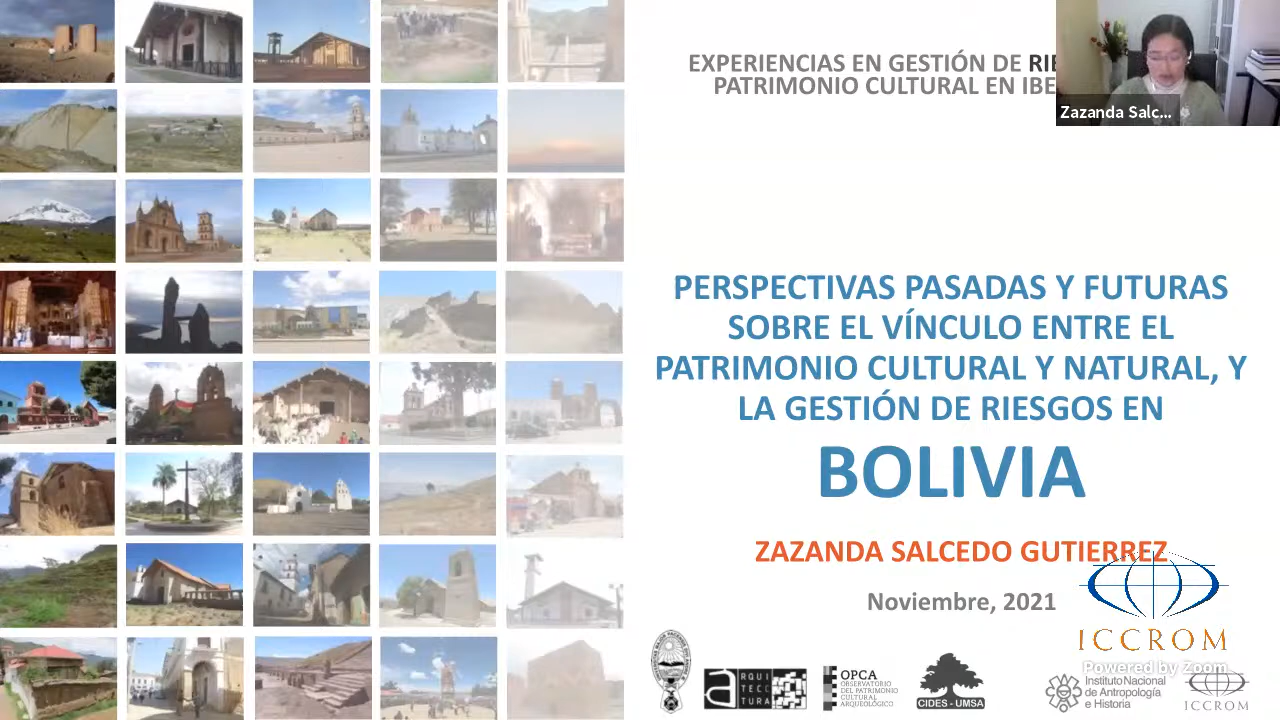 EXPERIENCIAS EN GESTIÓN DE RIE
PATRIMONIO CULTURAL EN IBE
Zazanda Salc...
PERSPECTIVAS PASADAS Y FUTURAS
SOBRE EL VÍNCULO ENTRE EL
PATRIMONIO CULTURAL Y NATURAL, Y
LA GESTIÓN DE RIESGOS EN
BOLIVIA
ZAZANDA SALCEDO GUTIERREZ
Noviembre, 2021
ICCROM
Powered by Zoom
ARQUI
TECC
TURA
OPCA
OBSERVATORIO
DEL PATRIMONIO
CULTURAL
ARQUEOLÓGICO
CIDES - UMSA
Instituto Nacional
de Antropología
e Historia
ICCROM